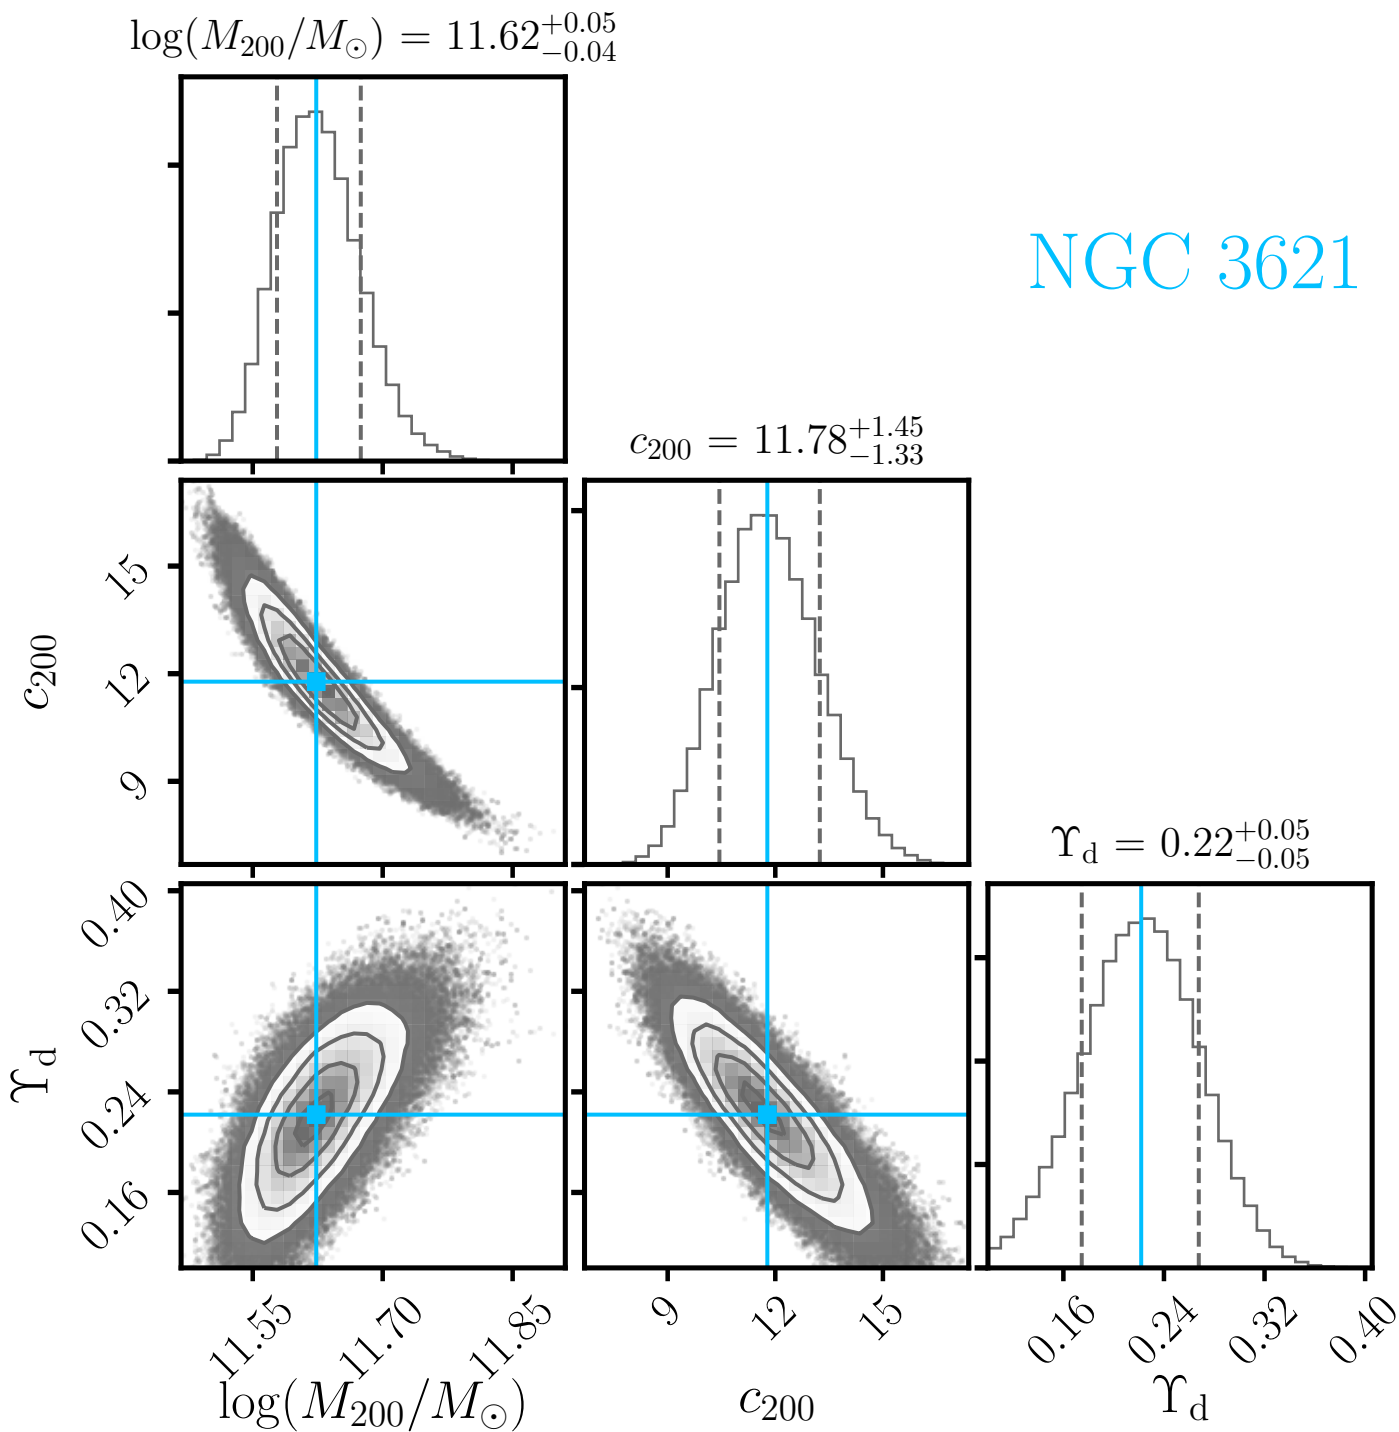 log(M₂₀₀/M⊙) = 11.62 +0.05 −0.04
NGC 3621
c₂₀₀ = 11.78 +1.45 −1.33
15
12
9
c₂₀₀
Υd = 0.22 +0.05 −0.05
0.40
0.32
0.24
0.16
Υd
11.55 11.70 11.85 9 12 15 0.16 0.24 0.32 0.40
log(M₂₀₀/M⊙) c₂₀₀ Υd